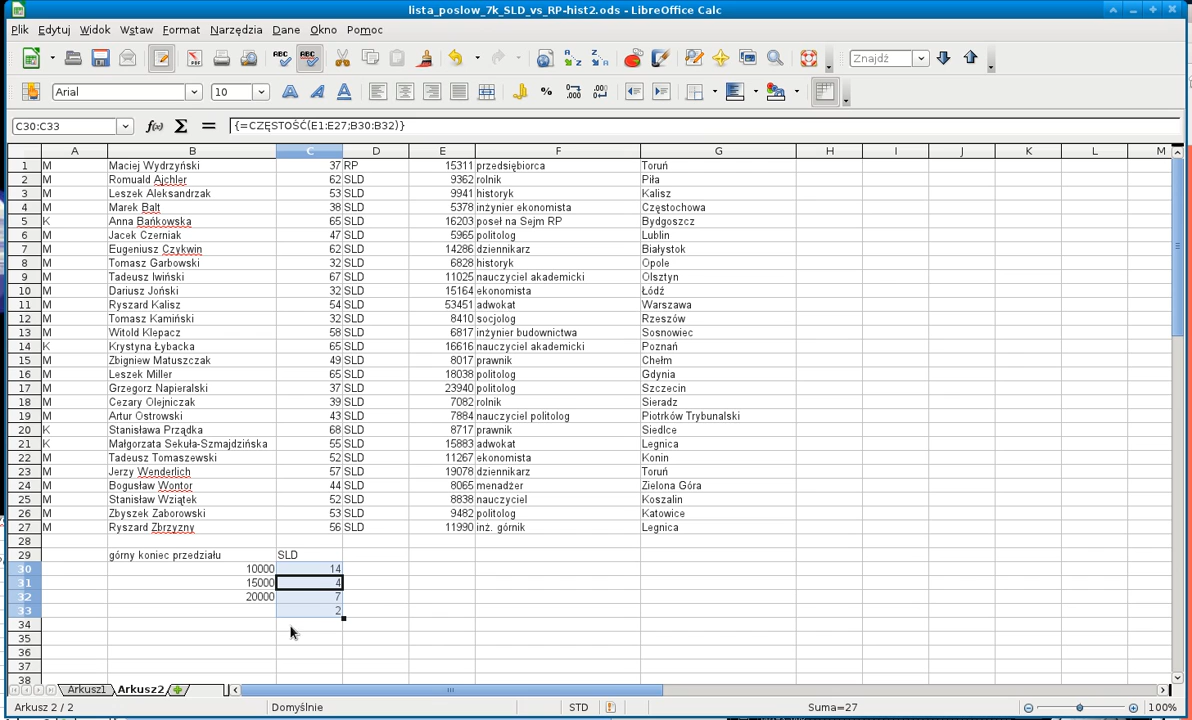 lista_poslow_7k_SLD_vs_RP-hist2.ods - LibreOffice Calc
Plik Edytuj Widok Wstaw Format Narzędzia Dane Okno Pomoc
Znajdź
Arial 10
C30:C33 {=CZĘSTOŚĆ(E1:E27;B30:B32)}
A B C D E F G H I J K L M
1 M Maciej Wydrzyński 37 RP 15311 przedsiębiorca Toruń
2 M Romuald Ajchler 62 SLD 9362 rolnik Piła
3 M Leszek Aleksandrzak 53 SLD 9941 historyk Kalisz
4 M Marek Balt 38 SLD 5378 inżynier ekonomista Częstochowa
5 K Anna Bańkowska 65 SLD 16203 poseł na Sejm RP Bydgoszcz
6 M Jacek Czerniak 47 SLD 5965 politolog Lublin
7 M Eugeniusz Czykwin 62 SLD 14286 dziennikarz Białystok
8 M Tomasz Garbowski 32 SLD 6828 historyk Opole
9 M Tadeusz Iwiński 67 SLD 11025 nauczyciel akademicki Olsztyn
10 M Dariusz Joński 32 SLD 15164 ekonomista Łódź
11 M Ryszard Kalisz 54 SLD 53451 adwokat Warszawa
12 M Tomasz Kamiński 32 SLD 8410 socjolog Rzeszów
13 M Witold Klepacz 58 SLD 6817 inżynier budownictwa Sosnowiec
14 K Krystyna Łybacka 65 SLD 16616 nauczyciel akademicki Poznań
15 M Zbigniew Matuszczak 49 SLD 8017 prawnik Chełm
16 M Leszek Miller 65 SLD 18038 politolog Gdynia
17 M Grzegorz Napieralski 37 SLD 23940 politolog Szczecin
18 M Cezary Olejniczak 39 SLD 7082 rolnik Sieradz
19 M Artur Ostrowski 43 SLD 7884 nauczyciel politolog Piotrków Trybunalski
20 K Stanisława Prządka 68 SLD 8717 prawnik Siedlce
21 K Małgorzata Sekuła-Szmajdzińska 55 SLD 15883 adwokat Legnica
22 M Tadeusz Tomaszewski 52 SLD 11267 ekonomista Konin
23 M Jerzy Wenderlich 57 SLD 19078 dziennikarz Toruń
24 M Bogusław Wontor 44 SLD 8065 menadżer Zielona Góra
25 M Stanisław Wziątek 52 SLD 8838 nauczyciel Koszalin
26 M Zbyszek Zaborowski 53 SLD 9482 politolog Katowice
27 M Ryszard Zbrzyzny 56 SLD 11990 inż. górnik Legnica
28
29 górny koniec przedziału SLD
30 10000 14
31 15000 4
32 20000 7
33 2
34
35
36
37
38
Arkusz1 Arkusz2
Arkusz 2 / 2 Domyślnie STD Suma=27 100%